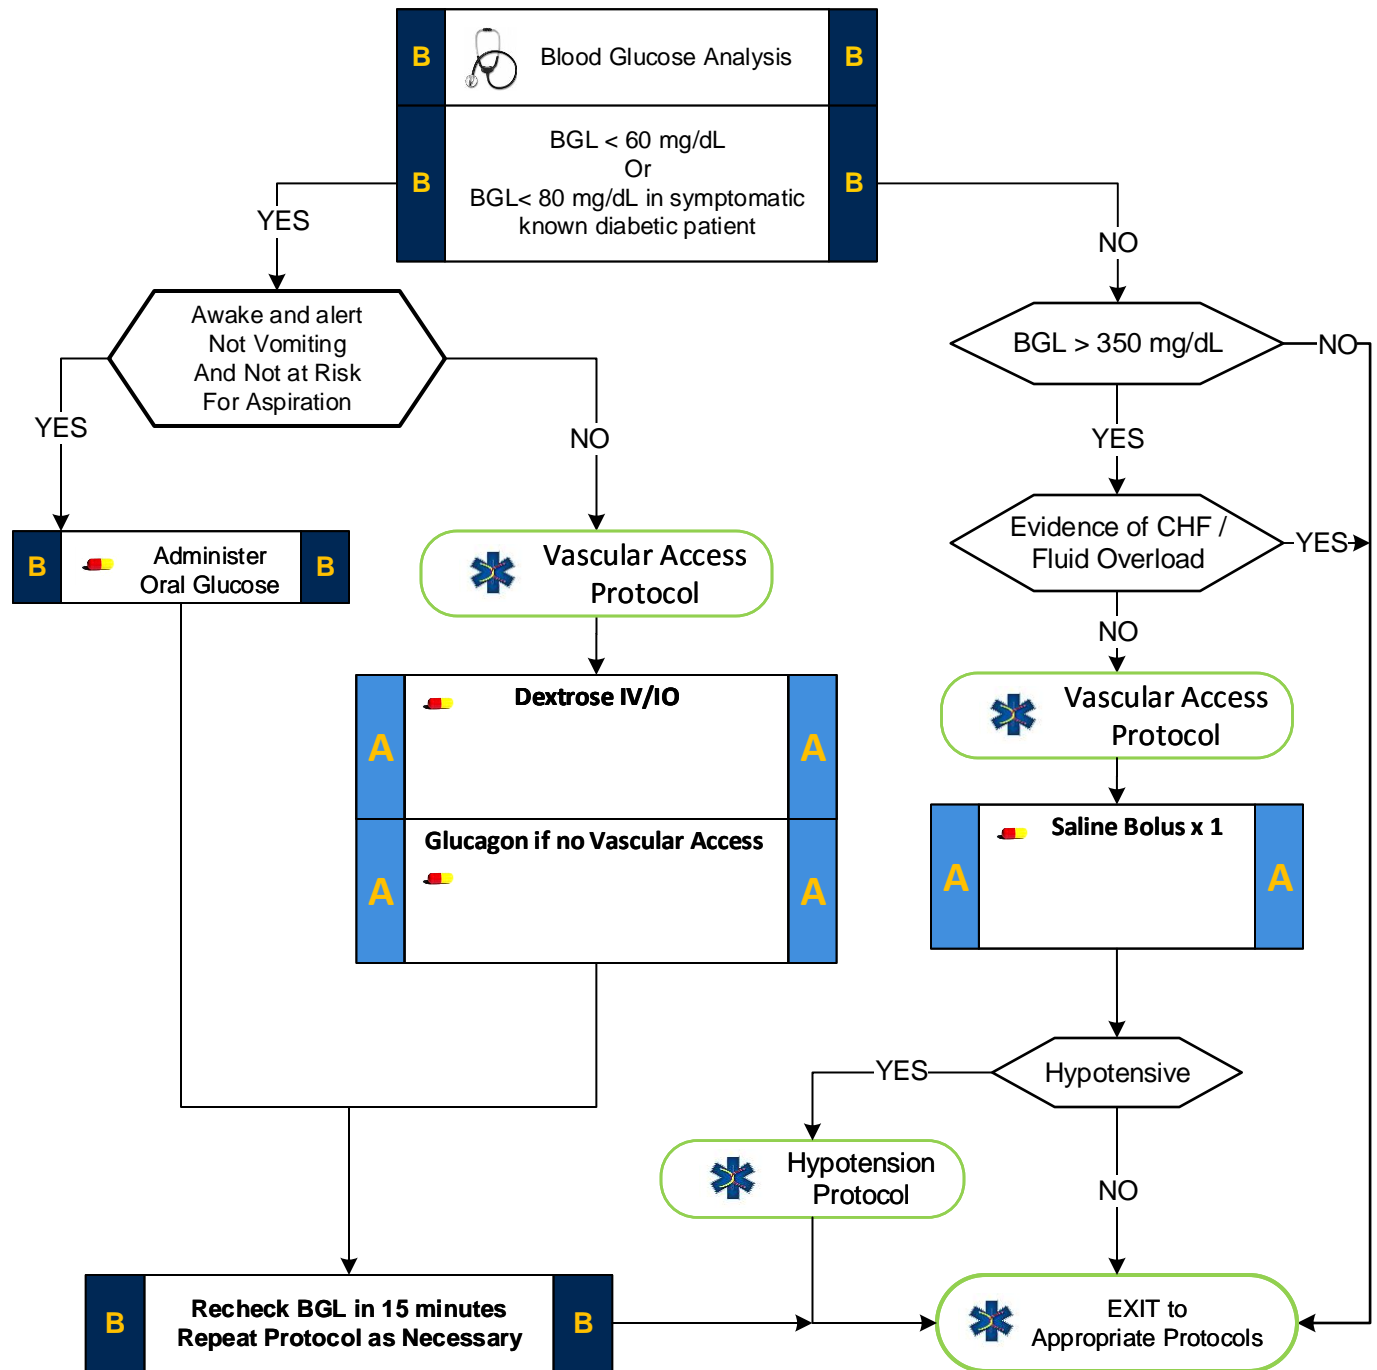 B
Blood Glucose Analysis
B
B
BGL < 60 mg/dL
Or
BGL< 80 mg/dL in symptomatic
known diabetic patient
B
YES
NO
Awake and alert
Not Vomiting
And Not at Risk
For Aspiration
BGL > 350 mg/dL
NO
YES
NO
YES
B
Administer
Oral Glucose
B
Vascular Access
Protocol
Evidence of CHF /
Fluid Overload
YES
NO
A
Dextrose IV/IO
A
Vascular Access
Protocol
A
Glucagon if no Vascular Access
A
A
Saline Bolus x 1
A
YES
Hypotensive
Hypotension
Protocol
NO
B
Recheck BGL in 15 minutes
Repeat Protocol as Necessary
B
EXIT to
Appropriate Protocols